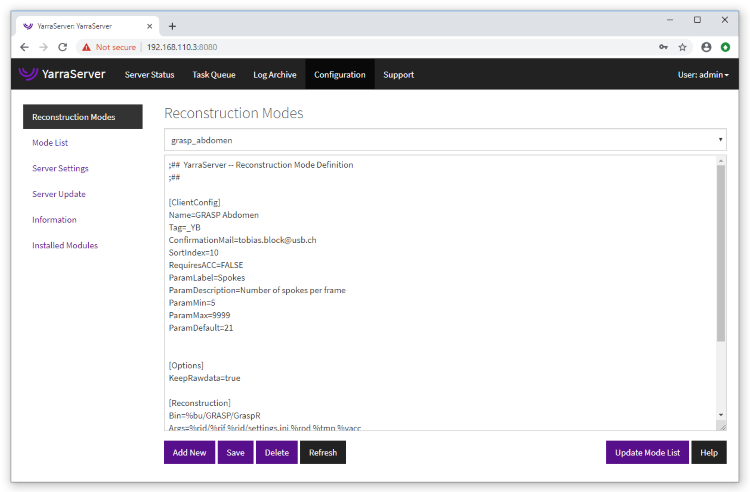 YarraServer: YarraServer
Not secure | 192.168.110.3:8080
YarraServer Server Status Task Queue Log Archive Configuration Support User: admin
Reconstruction Modes
Mode List
Server Settings
Server Update
Information
Installed Modules
Reconstruction Modes
grasp_abdomen
;## YarraServer -- Reconstruction Mode Definition
;##
[ClientConfig]
Name=GRASP Abdomen
Tag=_YB
ConfirmationMail=tobias.block@usb.ch
SortIndex=10
RequiresACC=FALSE
ParamLabel=Spokes
ParamDescription=Number of spokes per frame
ParamMin=5
ParamMax=9999
ParamDefault=21
[Options]
KeepRawdata=true
[Reconstruction]
Bin=%bu/GRASP/GraspR
Args=%rid/%rif %rid/settings.ini %rod %tmp %vacc
Add New Save Delete Refresh Update Mode List Help